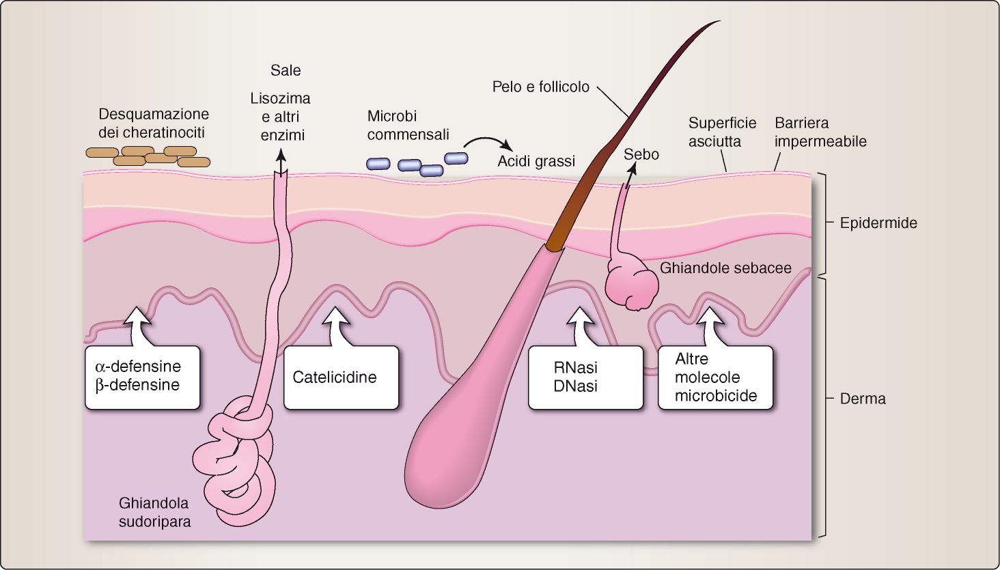 Sale
Lisozima
e altri
enzimi
Desquamazione
dei cheratinociti
Microbi
commensali
Acidi grassi
Pelo e follicolo
Sebo
Superficie
asciutta
Barriera
impermeabile
Epidermide
Ghiandole sebacee
α-defensine
β-defensine
Catelicidine
RNasi
DNasi
Altre
molecole
microbicide
Derma
Ghiandola
sudoripara